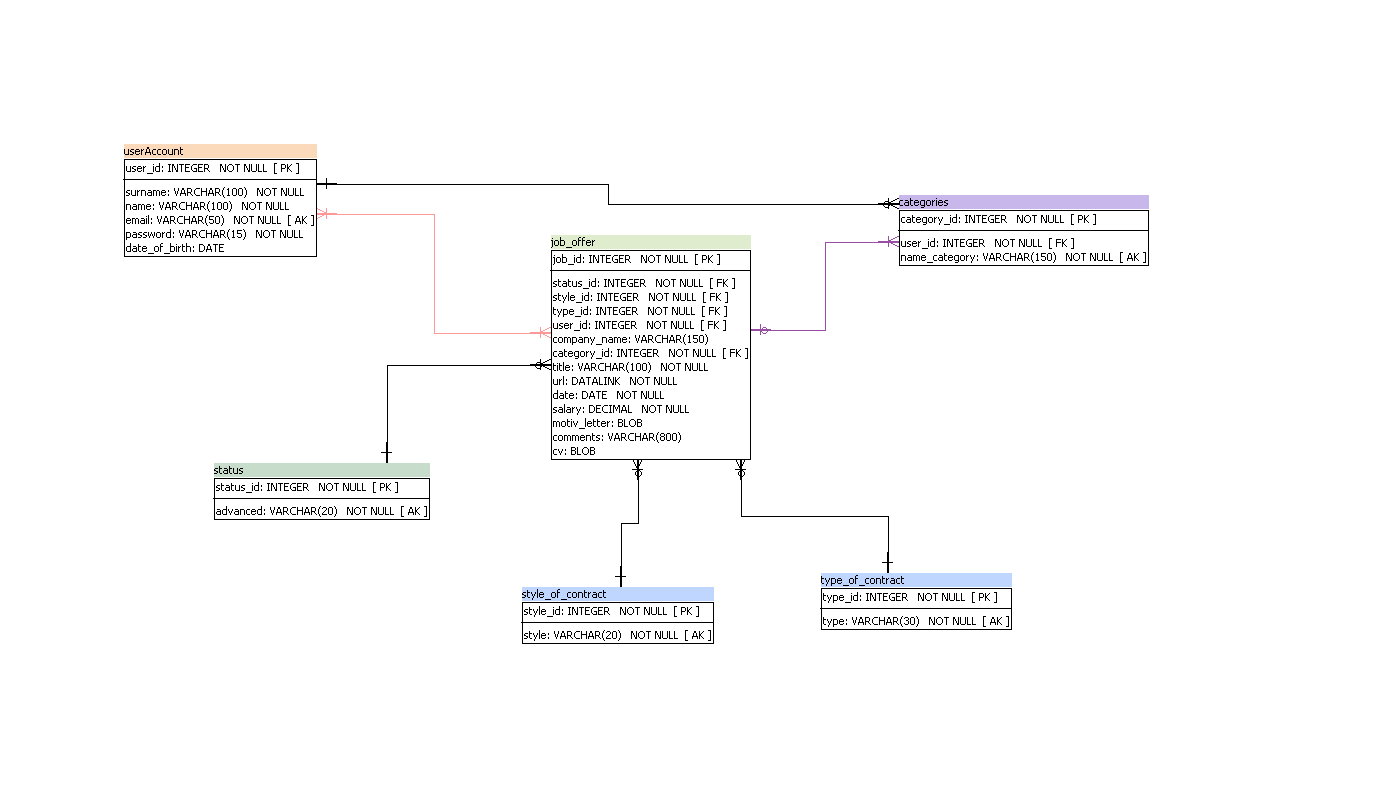 userAccount
user_id: INTEGER NOT NULL [ PK ]
surname: VARCHAR(100) NOT NULL
name: VARCHAR(100) NOT NULL
email: VARCHAR(50) NOT NULL [ AK ]
password: VARCHAR(15) NOT NULL
date_of_birth: DATE
categories
category_id: INTEGER NOT NULL [ PK ]
user_id: INTEGER NOT NULL [ FK ]
name_category: VARCHAR(150) NOT NULL [ AK ]
job_offer
job_id: INTEGER NOT NULL [ PK ]
status_id: INTEGER NOT NULL [ FK ]
style_id: INTEGER NOT NULL [ FK ]
type_id: INTEGER NOT NULL [ FK ]
user_id: INTEGER NOT NULL [ FK ]
company_name: VARCHAR(150)
category_id: INTEGER NOT NULL [ FK ]
title: VARCHAR(100) NOT NULL
url: DATALINK NOT NULL
date: DATE NOT NULL
salary: DECIMAL NOT NULL
motiv_letter: BLOB
comments: VARCHAR(800)
cv: BLOB
status
status_id: INTEGER NOT NULL [ PK ]
advanced: VARCHAR(20) NOT NULL [ AK ]
style_of_contract
style_id: INTEGER NOT NULL [ PK ]
style: VARCHAR(20) NOT NULL [ AK ]
type_of_contract
type_id: INTEGER NOT NULL [ PK ]
type: VARCHAR(30) NOT NULL [ AK ]